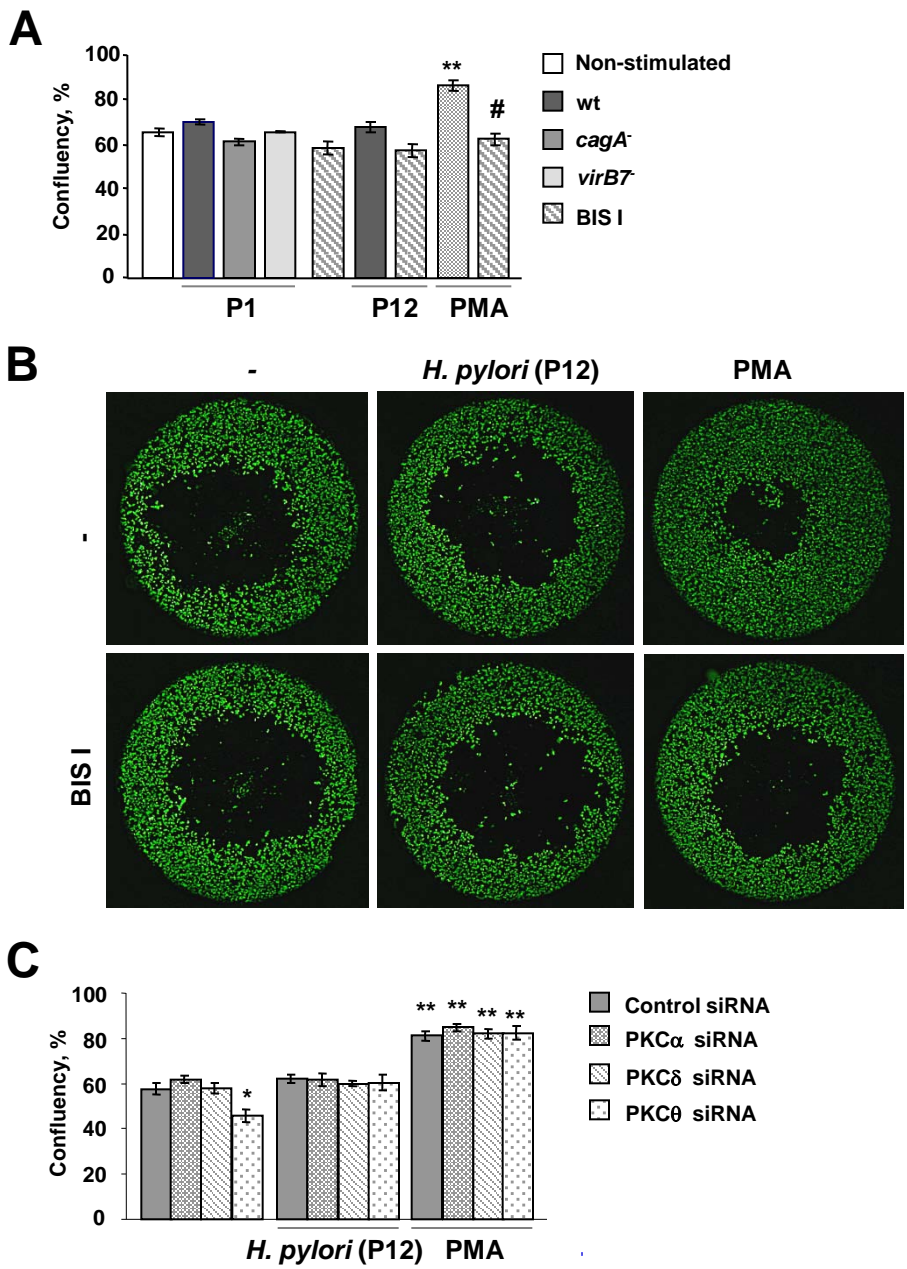 A
Confluency, %
100
80
60
40
20
0
**
#
P1
P12
PMA
Non-stimulated
wt
cagA-
virB7-
BIS I
B
-
H. pylori (P12)
PMA
-
BIS I
C
Confluency, %
100
80
60
40
20
0
*
**
**
**
**
H. pylori (P12)
PMA
Control siRNA
PKCα siRNA
PKCδ siRNA
PKCθ siRNA